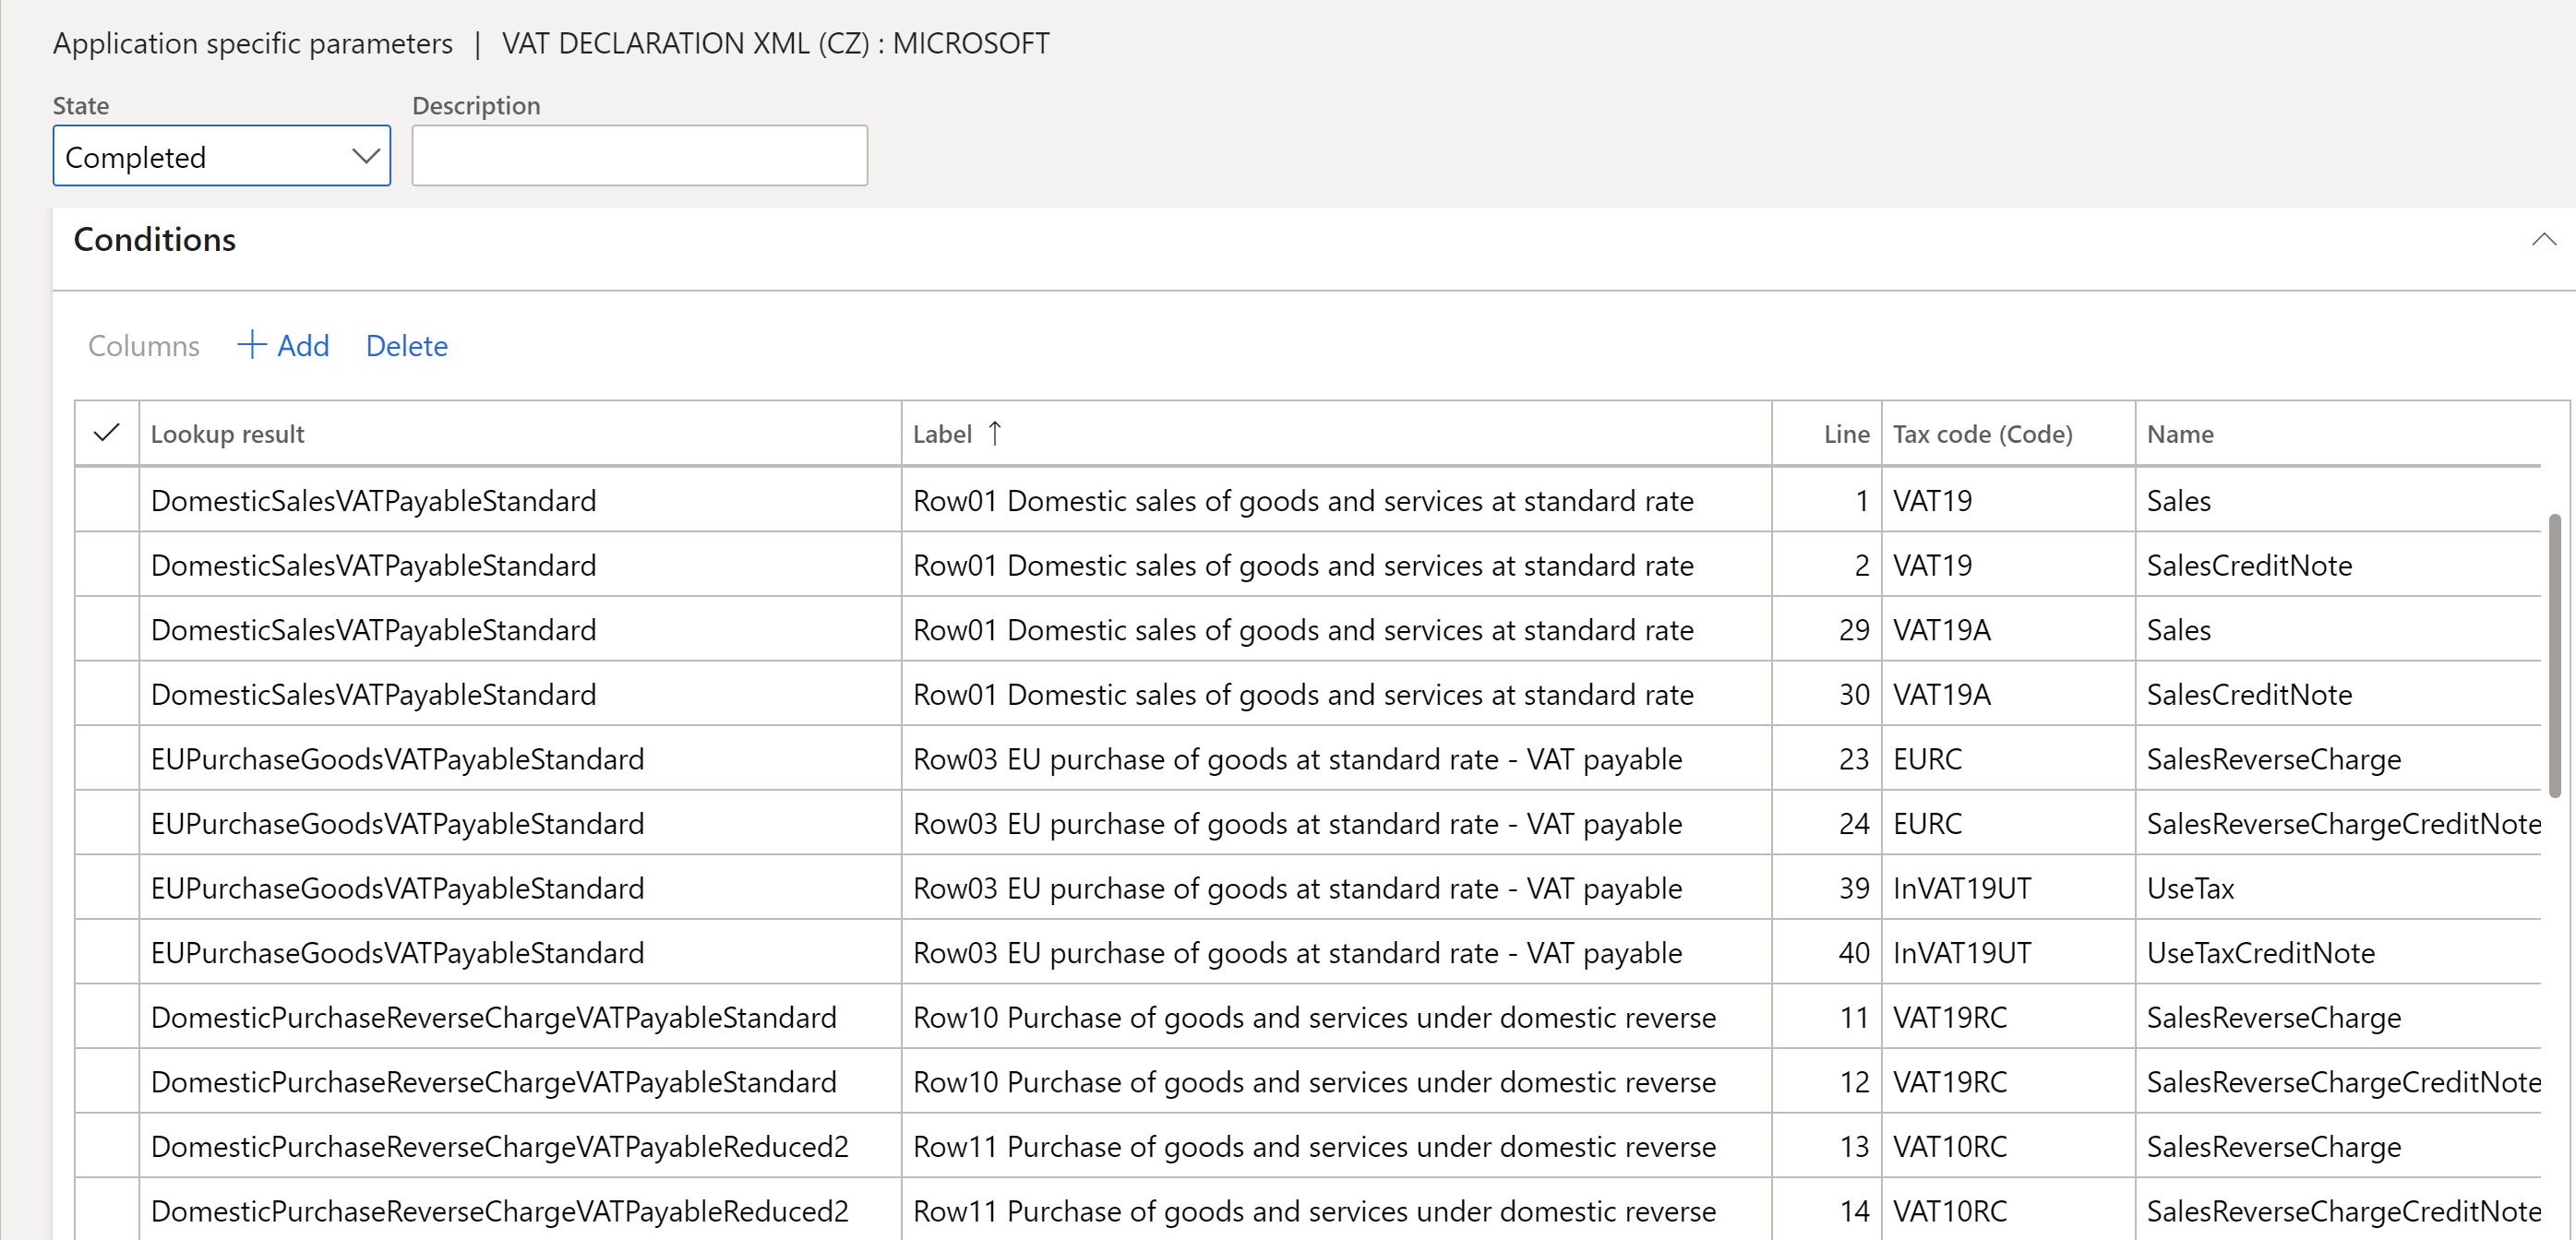 Application specific parameters | VAT DECLARATION XML (CZ) : MICROSOFT
State Description
Completed
Conditions
Columns + Add Delete
Lookup result Label ↑ Line Tax code (Code) Name
DomesticSalesVATPayableStandard Row01 Domestic sales of goods and services at standard rate 1 VAT19 Sales
DomesticSalesVATPayableStandard Row01 Domestic sales of goods and services at standard rate 2 VAT19 SalesCreditNote
DomesticSalesVATPayableStandard Row01 Domestic sales of goods and services at standard rate 29 VAT19A Sales
DomesticSalesVATPayableStandard Row01 Domestic sales of goods and services at standard rate 30 VAT19A SalesCreditNote
EUPurchaseGoodsVATPayableStandard Row03 EU purchase of goods at standard rate - VAT payable 23 EURC SalesReverseCharge
EUPurchaseGoodsVATPayableStandard Row03 EU purchase of goods at standard rate - VAT payable 24 EURC SalesReverseChargeCreditNote
EUPurchaseGoodsVATPayableStandard Row03 EU purchase of goods at standard rate - VAT payable 39 InVAT19UT UseTax
EUPurchaseGoodsVATPayableStandard Row03 EU purchase of goods at standard rate - VAT payable 40 InVAT19UT UseTaxCreditNote
DomesticPurchaseReverseChargeVATPayableStandard Row10 Purchase of goods and services under domestic reverse 11 VAT19RC SalesReverseCharge
DomesticPurchaseReverseChargeVATPayableStandard Row10 Purchase of goods and services under domestic reverse 12 VAT19RC SalesReverseChargeCreditNote
DomesticPurchaseReverseChargeVATPayableReduced2 Row11 Purchase of goods and services under domestic reverse 13 VAT10RC SalesReverseCharge
DomesticPurchaseReverseChargeVATPayableReduced2 Row11 Purchase of goods and services under domestic reverse 14 VAT10RC SalesReverseChargeCreditNote